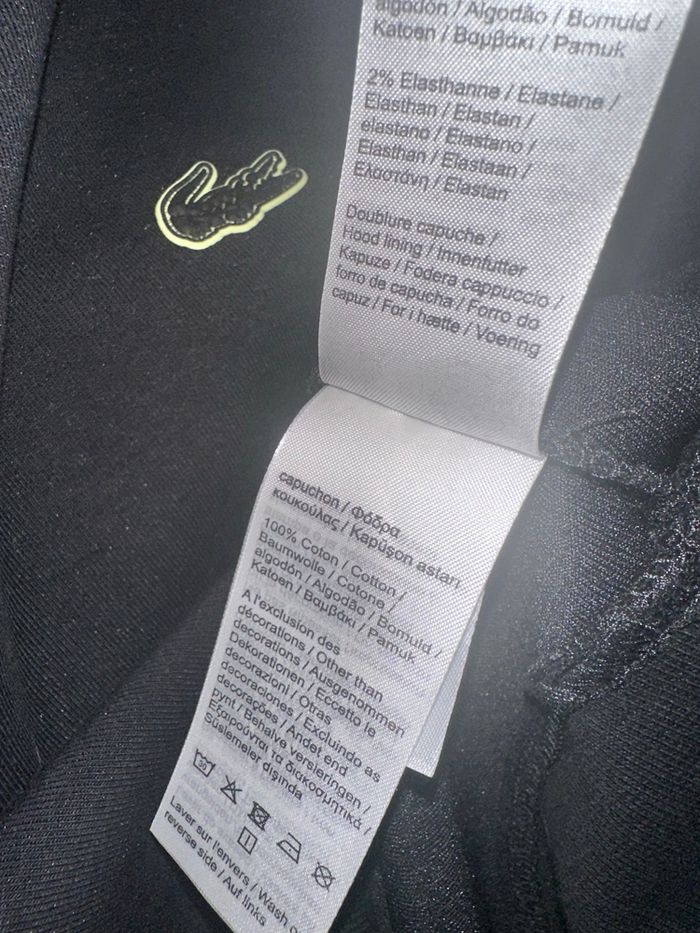 algodón / Algodão / Bomuld /
Katoen / Βαμβάκι / Pamuk
2% Elasthanne / Elastane /
Elasthan / Elastan /
elastano / Elastano /
Elasthan / Elastaan /
Ελαστάνη / Elastan
Doublure capuche /
Hood lining / Innenfutter
Kapuze / Fodera cappuccio /
forro de capucha / Forro do
capuz / For i hætte / Voering
capuchon / Φόδρα
κουκούλας / Kapüşon astarı
100% Coton / Cotton /
Baumwolle / Cotone /
algodón / Algodão / Bomuld /
Katoen / Βαμβάκι / Pamuk
A l'exclusion des
décorations / Other than
decorations / Ausgenommen
Dekorationen / Eccetto le
decorazioni / Otras
decoraciones / Excluindo as
decorações / Andet end
pynt / Behalve versieringen /
Εξαιρούνται τα διακοσμητικά /
Süslemeler dışında
30
Laver sur l'envers / Wash
reverse side / Auf links